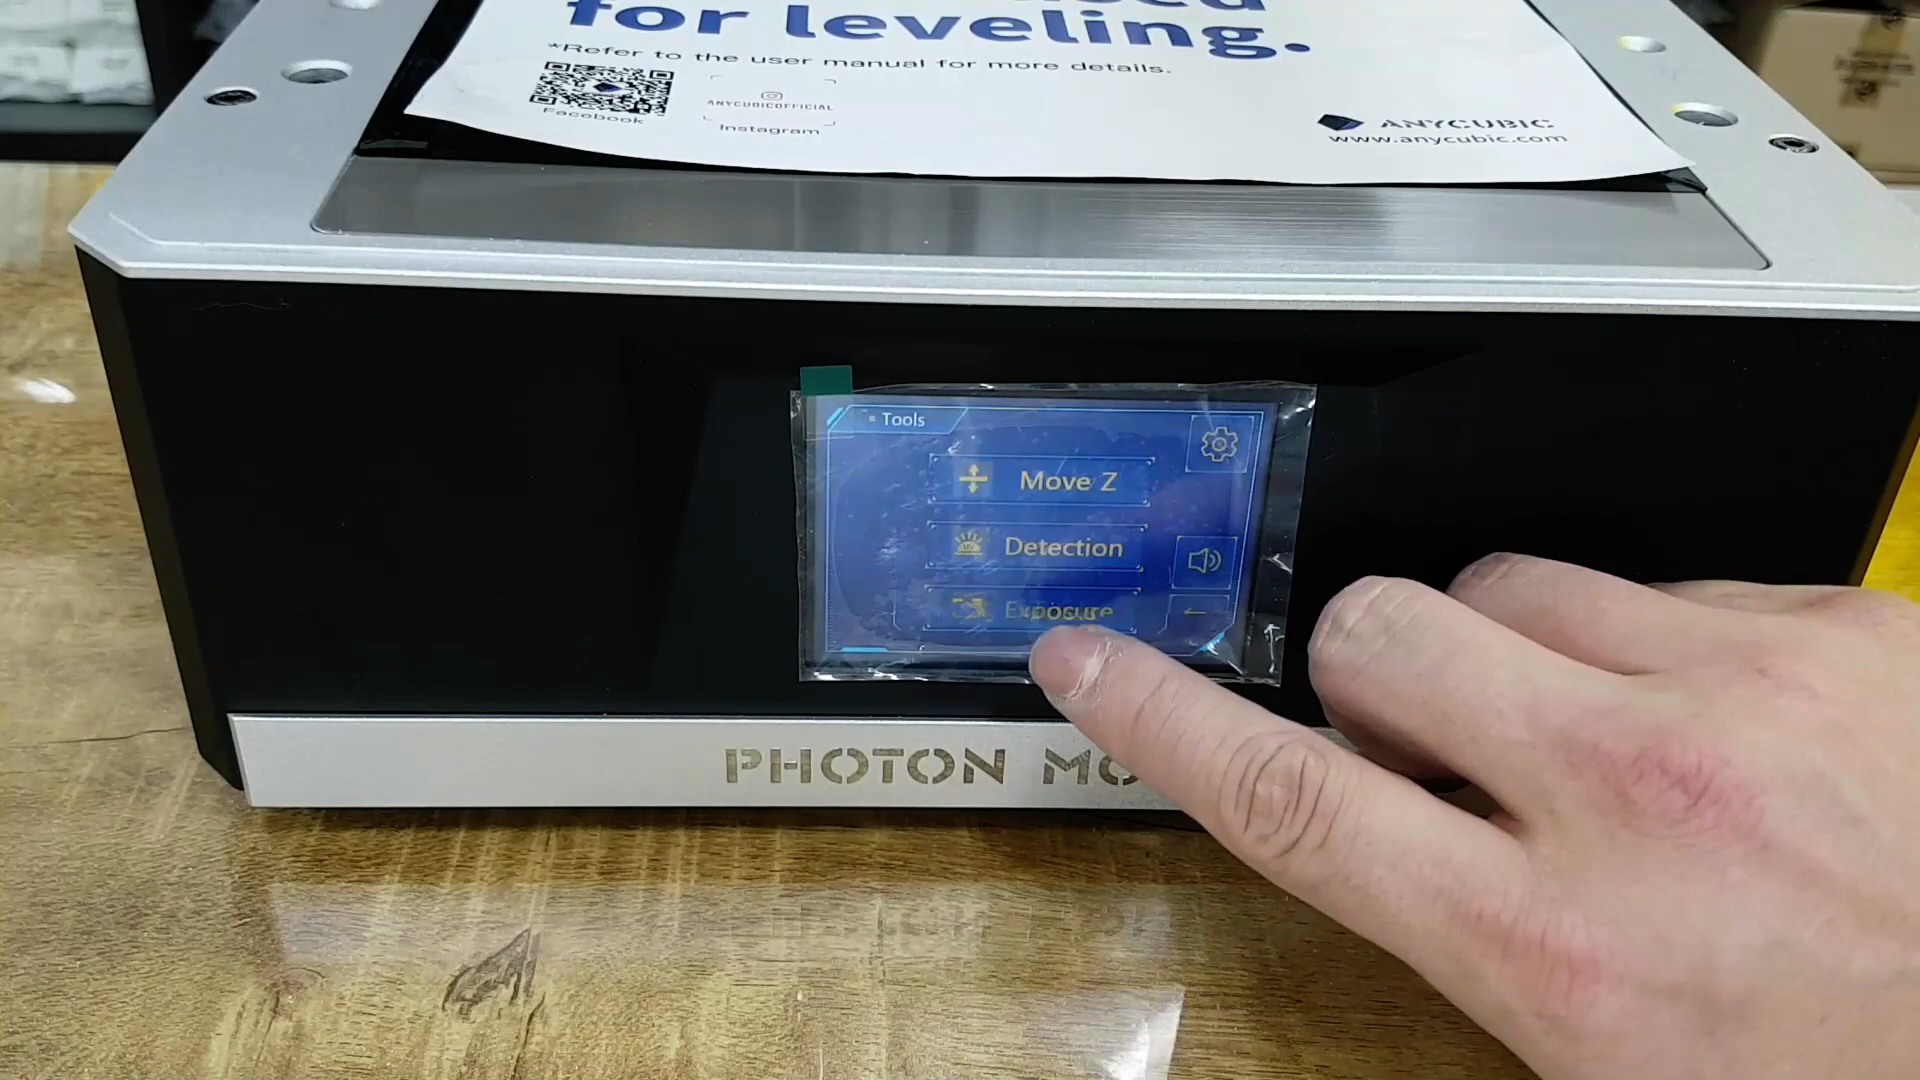 for leveling.
*Refer to the user manual for more details.
Facebook
ANYCUBICOFFICIAL
Instagram
ANYCUBIC
www.anycubic.com
Tools
Move Z
UV
Detection
Exposure
PHOTON